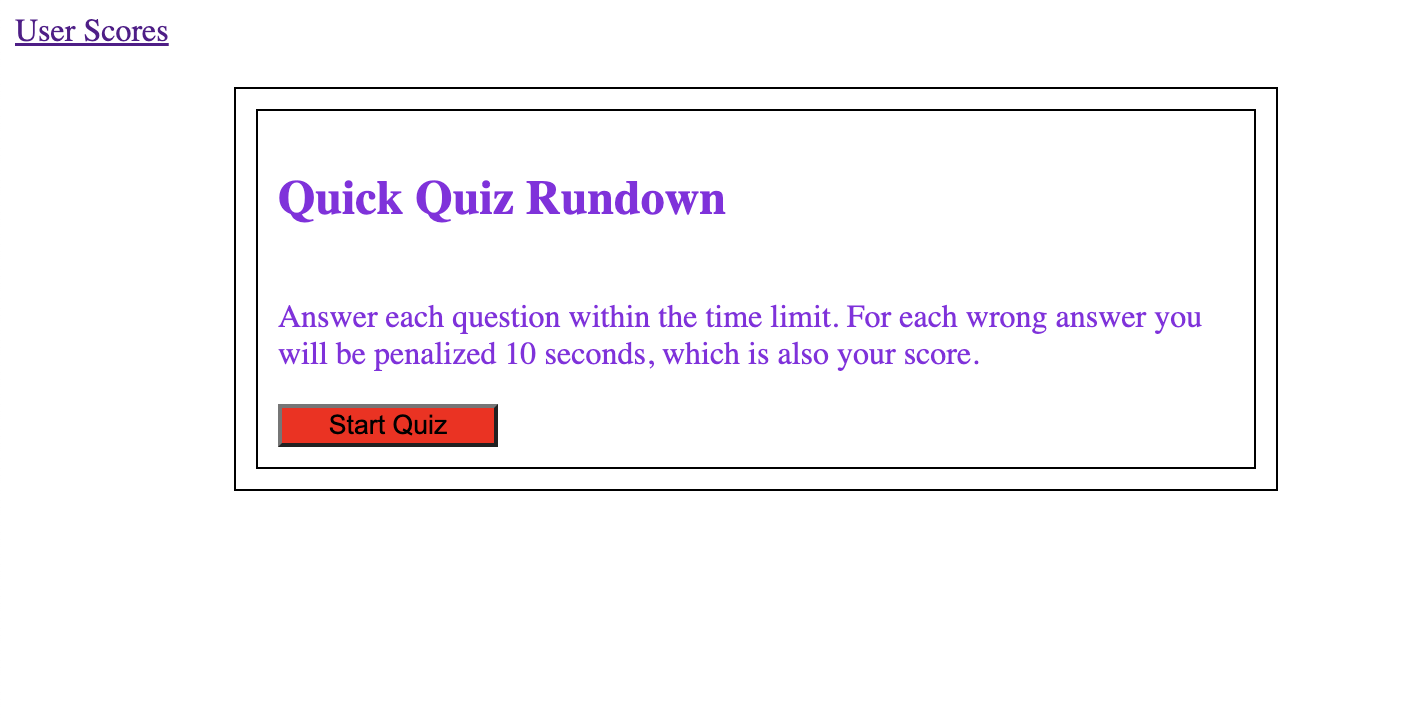 User Scores
Quick Quiz Rundown
Answer each question within the time limit. For each wrong answer you
will be penalized 10 seconds, which is also your score.
Start Quiz